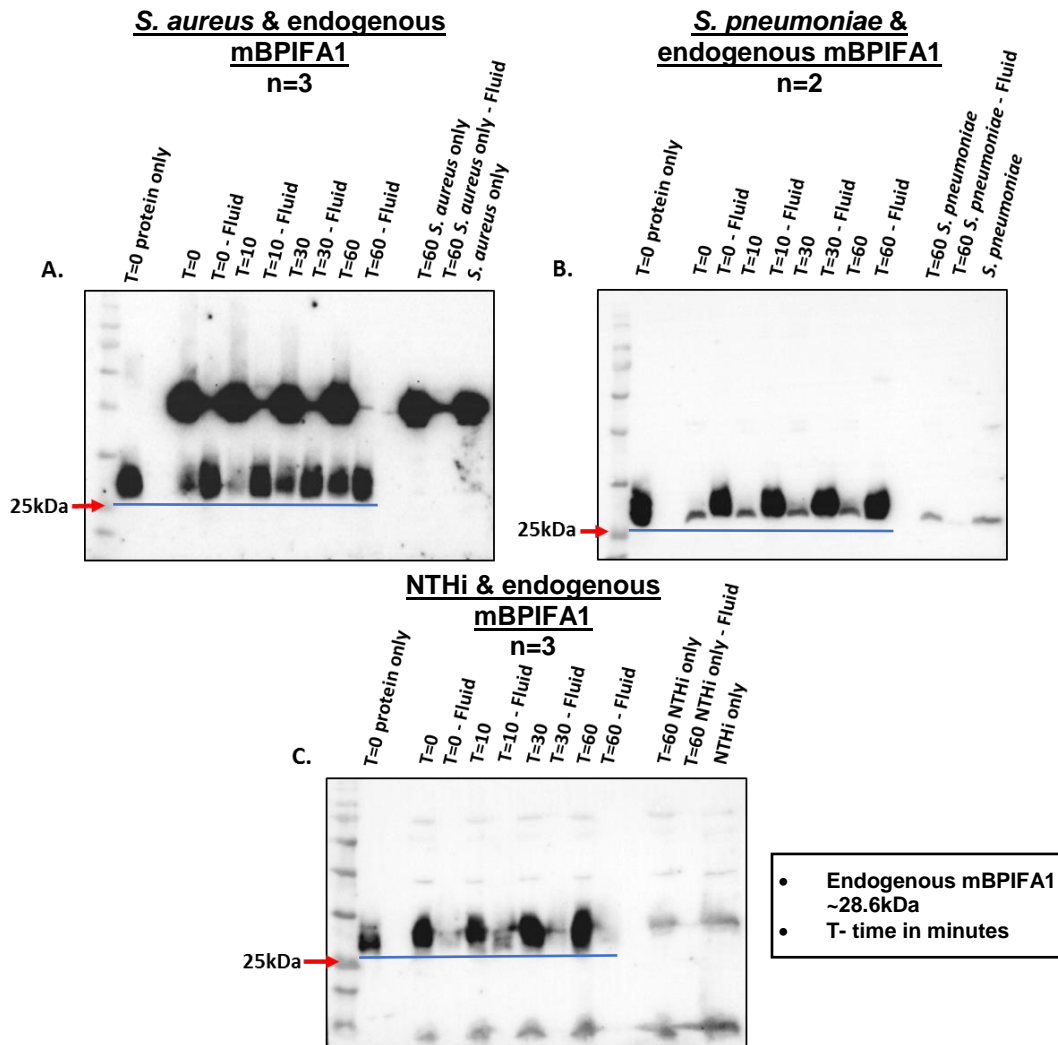 S. aureus & endogenous
mBPIFA1
n=3
S. pneumoniae &
endogenous mBPIFA1
n=2
A.
T=0 protein only
T=0
T=0 - Fluid
T=10
T=10 - Fluid
T=30
T=30 - Fluid
T=60
T=60 - Fluid
T=60 S. aureus only
T=60 S. aureus only - Fluid
S. aureus only
25kDa
B.
T=0 protein only
T=0
T=0 - Fluid
T=10
T=10 - Fluid
T=30
T=30 - Fluid
T=60
T=60 - Fluid
T=60 S. pneumoniae
T=60 S. pneumoniae - Fluid
S. pneumoniae
25kDa
NTHi & endogenous
mBPIFA1
n=3
C.
T=0 protein only
T=0
T=0 - Fluid
T=10
T=10 - Fluid
T=30
T=30 - Fluid
T=60
T=60 - Fluid
T=60 NTHi only
T=60 NTHi only - Fluid
NTHi only
25kDa
• Endogenous mBPIFA1
~28.6kDa
• T- time in minutes